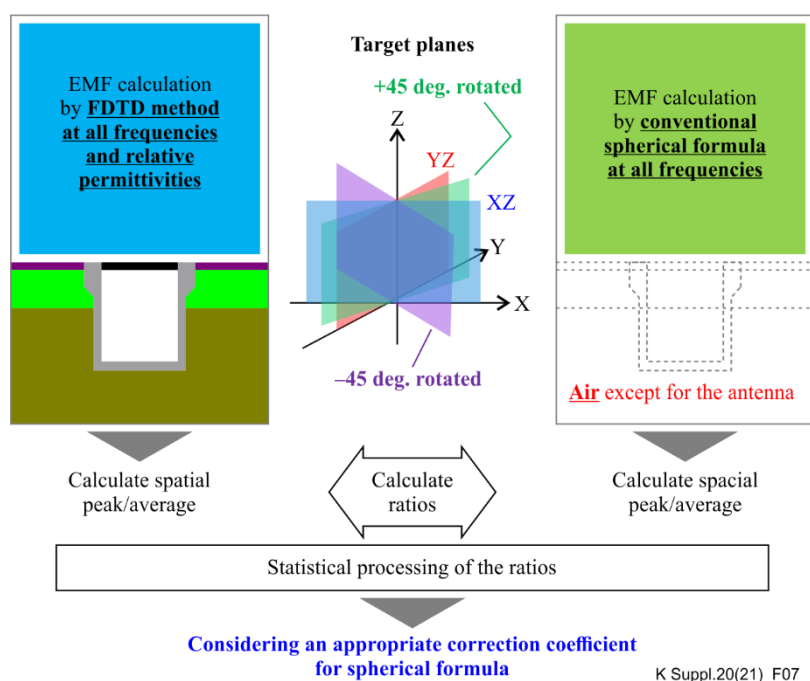 EMF calculation
by FDTD method
at all frequencies
and relative
permittivities
Target planes
+45 deg. rotated
Z
YZ
XZ
Y
X
–45 deg. rotated
EMF calculation
by conventional
spherical formula
at all frequencies
Air except for the antenna
Calculate spatial
peak/average
Calculate
ratios
Calculate spacial
peak/average
Statistical processing of the ratios
Considering an appropriate correction coefficient
for spherical formula
K Suppl.20(21)_F07